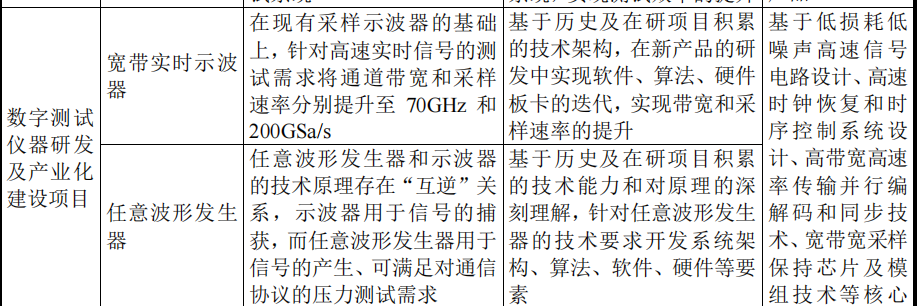 数字测试
仪器研发
及产业化
建设项目
宽带实时示波
器
在现有采样示波器的基础
上，针对高速实时信号的测
试需求将通道带宽和采样
速率分别提升至 70GHz 和
200GSa/s
基于历史及在研项目积累
的技术架构，在新产品的研
发中实现软件、算法、硬件
板卡的迭代，实现带宽和采
样速率的提升
任意波形发生
器
任意波形发生器和示波器
的技术原理存在“互逆”关
系，示波器用于信号的捕
获，而任意波形发生器用于
信号的产生、可满足对通信
协议的压力测试需求
基于历史及在研项目积累
的技术能力和对原理的深
刻理解，针对任意波形发生
器的技术要求开发系统架
构、算法、软件、硬件等要
素
基于低损耗低
噪声高速信号
电路设计、高速
时钟恢复和时
序控制系统设
计、高带宽高速
率传输并行编
解码和同步技
术、宽带宽采样
保持芯片及模
组技术等核心